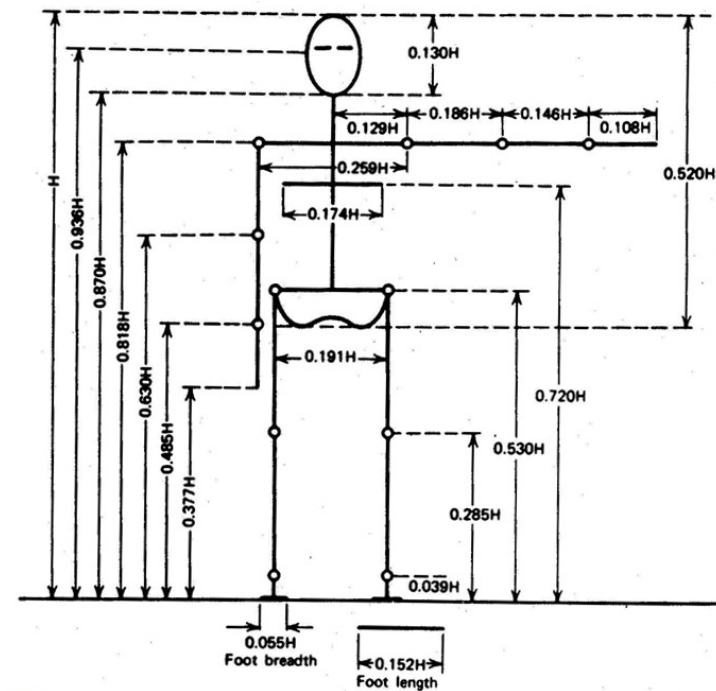 0.130H
0.186H
0.146H
0.129H
0.108H
0.259H
0.520H
0.174H
H
0.936H
0.870H
0.818H
0.630H
0.485H
0.377H
0.191H
0.720H
0.530H
0.285H
0.039H
0.055H
Foot breadth
0.152H
Foot length